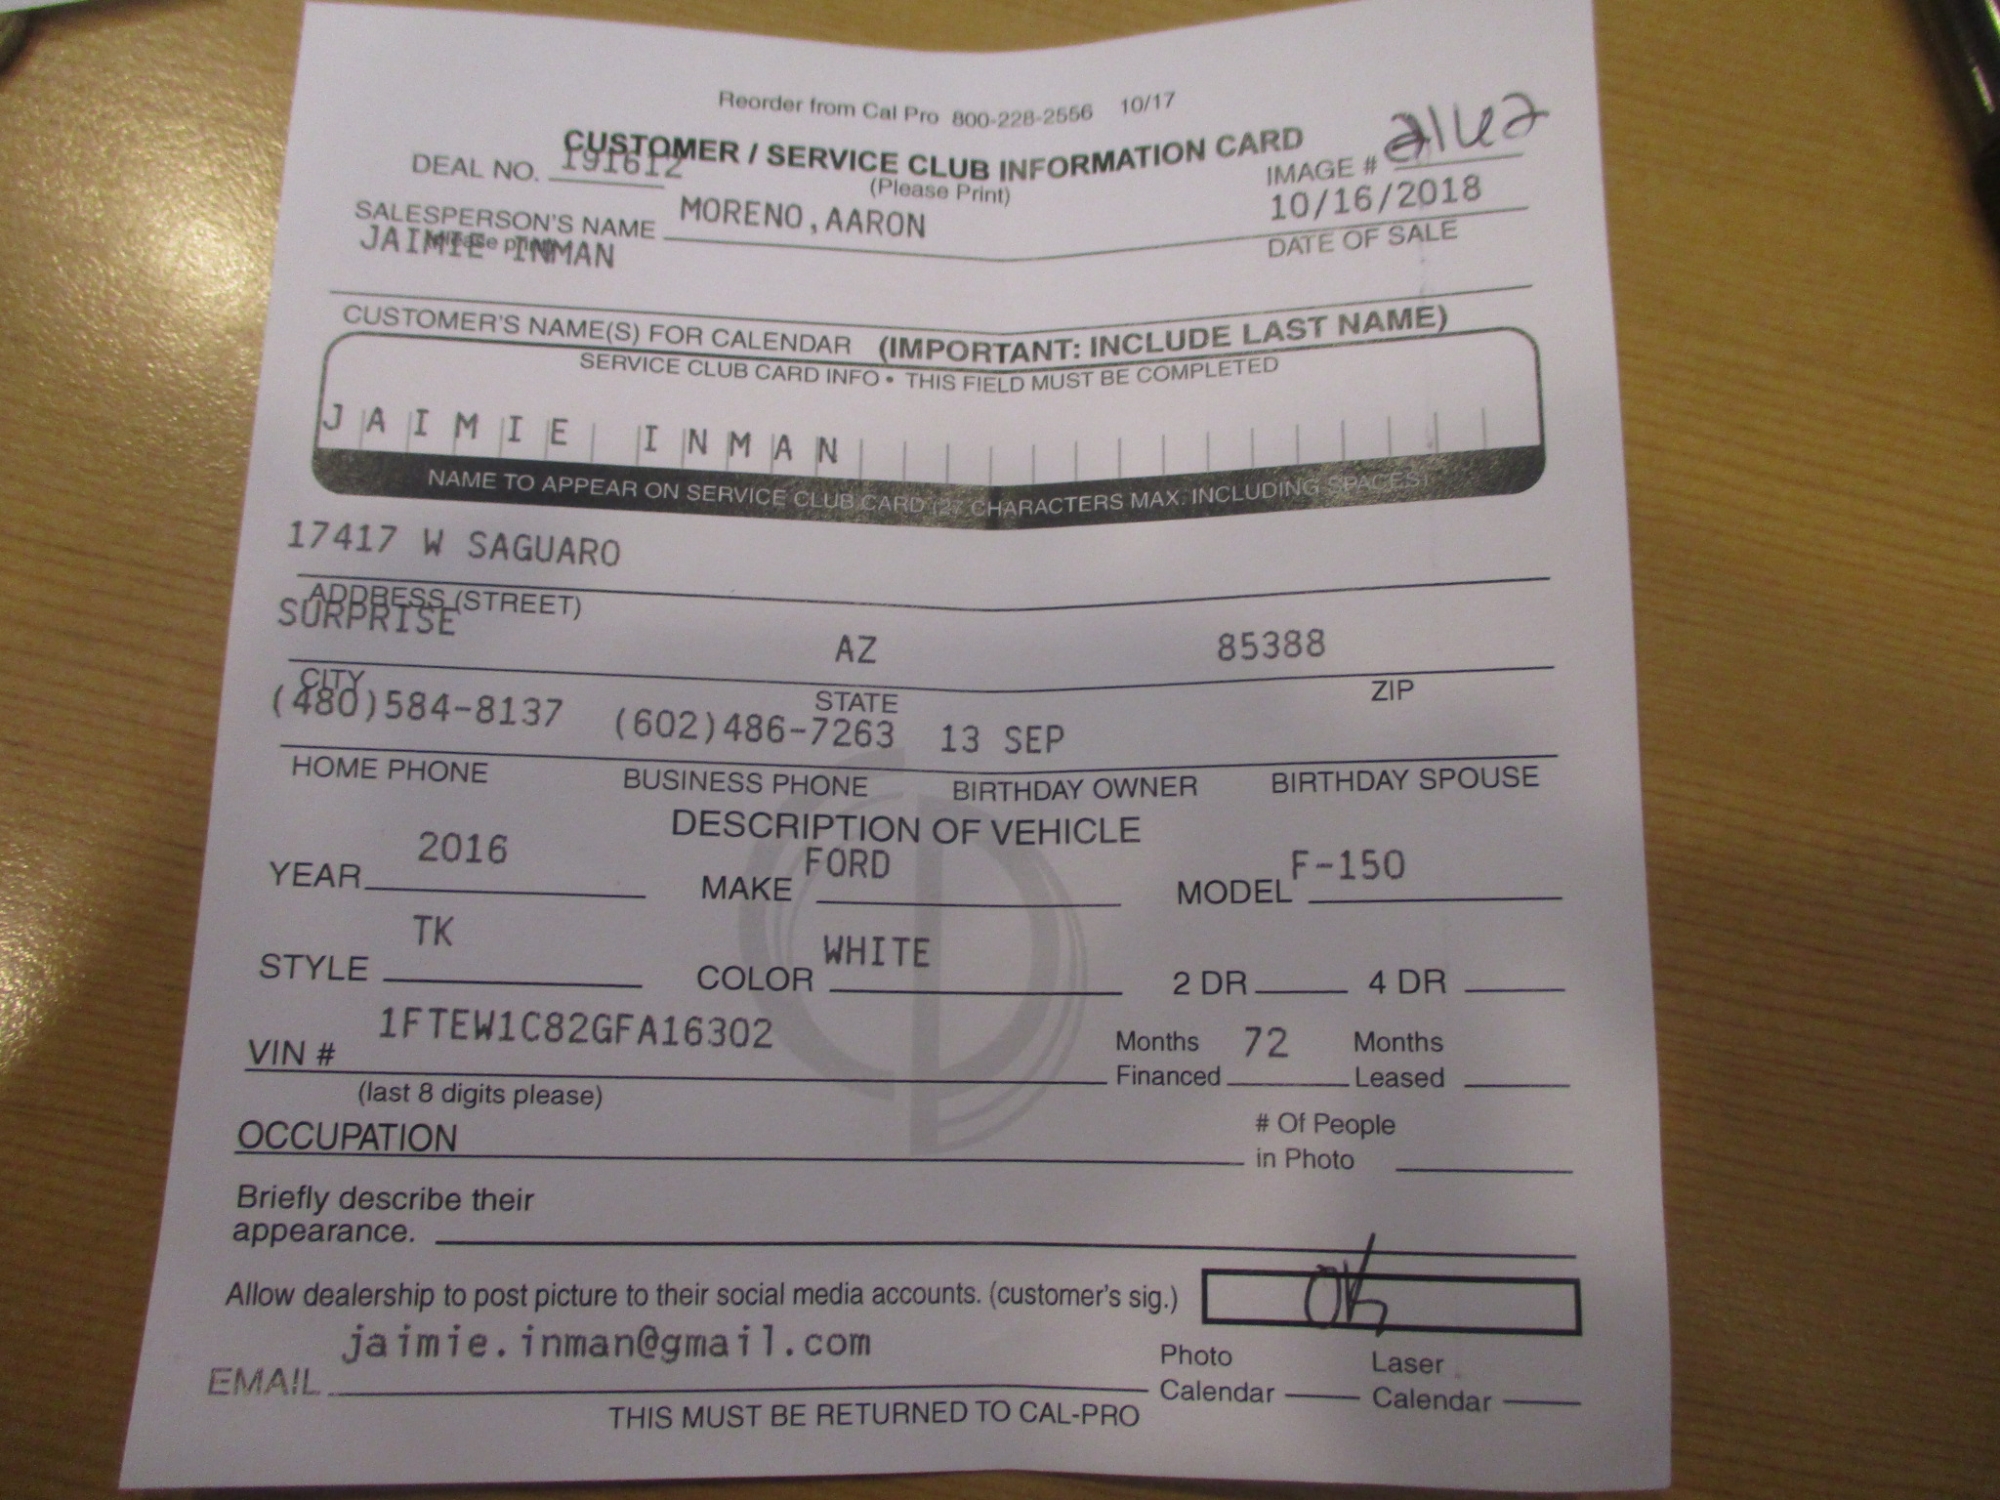 Reorder from Cal Pro 800-228-2556 10/17
CUSTOMER / SERVICE CLUB INFORMATION CARD
(Please Print)
DEAL NO. 191612
IMAGE #
SALESPERSON'S NAME MORENO, AARON
10/16/2018
(Please print)
DATE OF SALE
JAIMIE INMAN
CUSTOMER'S NAME(S) FOR CALENDAR (IMPORTANT: INCLUDE LAST NAME)
SERVICE CLUB CARD INFO • THIS FIELD MUST BE COMPLETED
JAIMIE INMAN
NAME TO APPEAR ON SERVICE CLUB CARD (27 CHARACTERS MAX. INCLUDING SPACES)
17417 W SAGUARO
ADDRESS (STREET)
SURPRISE AZ 85388
CITY STATE ZIP
(480)584-8137 (602)486-7263 13 SEP
HOME PHONE BUSINESS PHONE BIRTHDAY OWNER BIRTHDAY SPOUSE
DESCRIPTION OF VEHICLE
YEAR 2016 MAKE FORD MODEL F-150
STYLE TK COLOR WHITE 2 DR 4 DR
VIN # 1FTEW1C82GFA16302 Months Financed 72 Months Leased
(last 8 digits please)
OCCUPATION # Of People in Photo
Briefly describe their
appearance.
Allow dealership to post picture to their social media accounts. (customer's sig.) OK
EMAIL jaimie.inman@gmail.com Photo Calendar Laser Calendar
THIS MUST BE RETURNED TO CAL-PRO